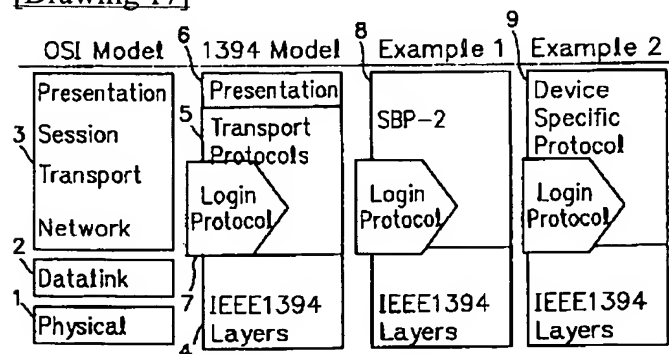 [Drawing 17]
OSI Model 1394 Model Example 1 Example 2
6 8 9
Presentation
Session
Transport
Network
3
2
Datalink
1
Physical
Presentation
5
Transport
Protocols
Login
Protocol
7
IEEE1394
Layers
4
SBP-2
Login
Protocol
IEEE1394
Layers
Device
Specific
Protocol
Login
Protocol
IEEE1394
Layers